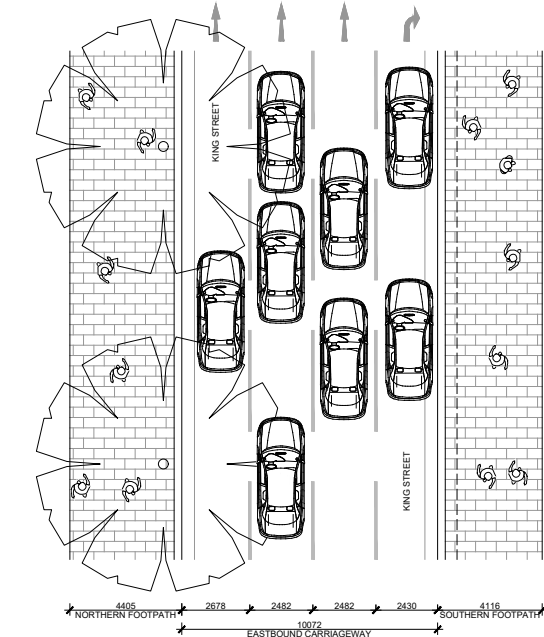 KING STREET
KING STREET
4405 2678 2482 2482 2430 4116
NORTHERN FOOTPATH SOUTHERN FOOTPATH
10072
EASTBOUND CARRIAGEWAY